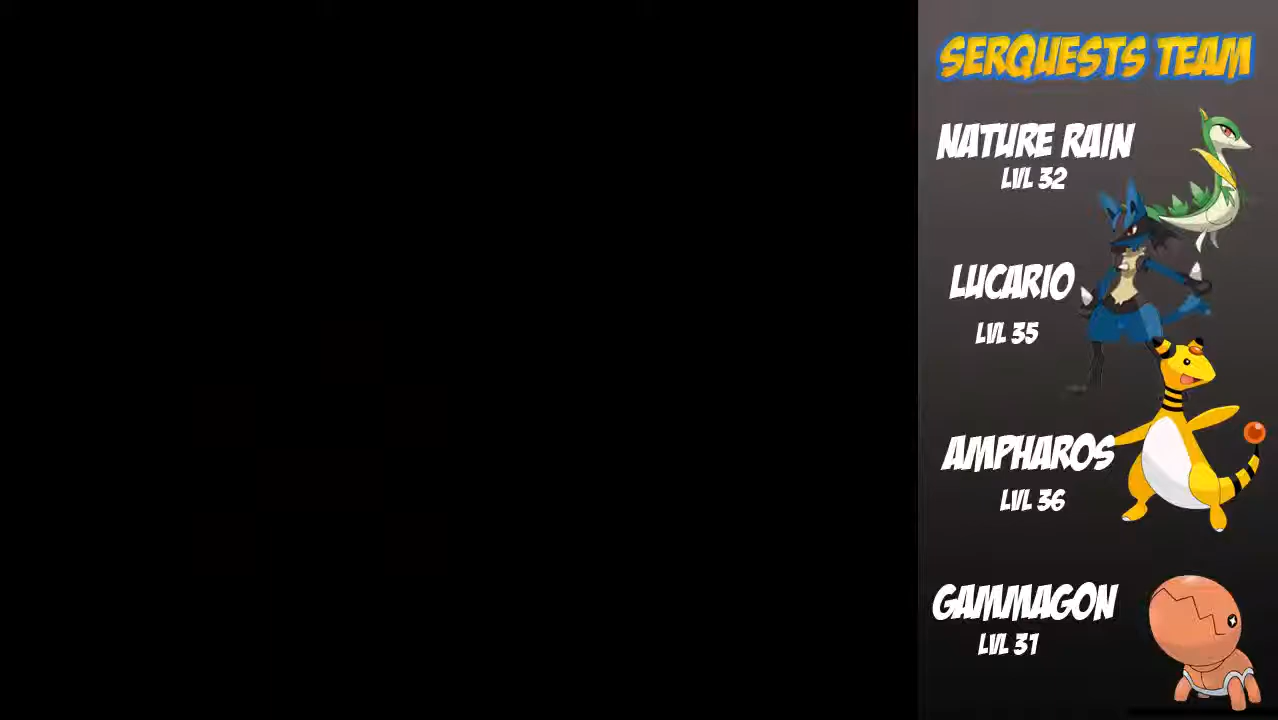 SERQUESTS TEAM
NATURE RAIN
LVL 32
LUCARIO
LVL 35
AMPHAROS
LVL 36
GAMMAGON
LVL 31